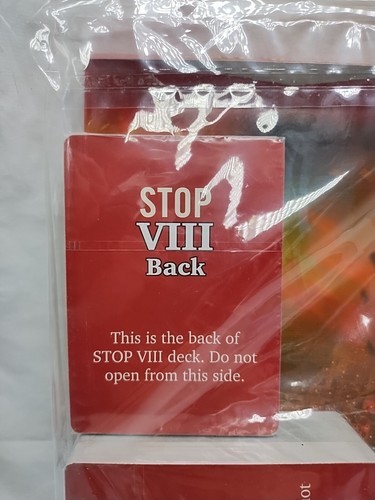 STOP
VIII
Back
This is the back of
STOP VIII deck. Do not
open from this side.